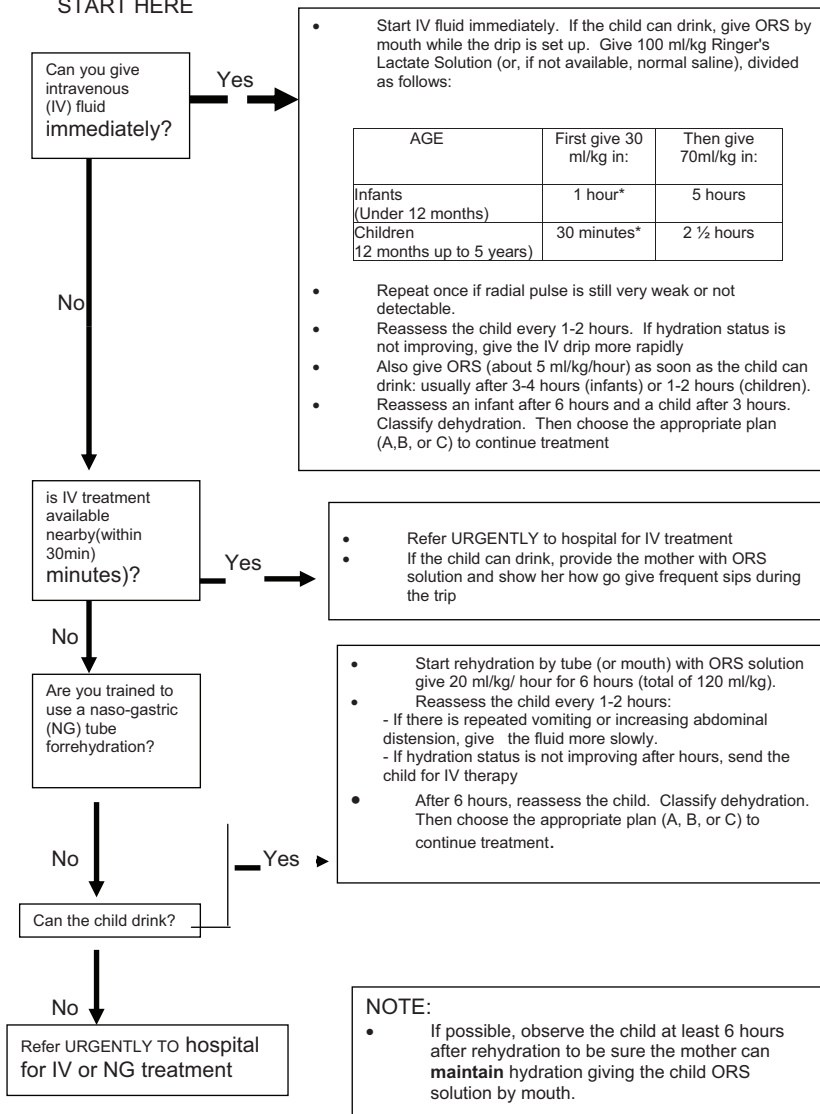 START HERE
Can you give
intravenous
(IV) fluid
immediately?
Yes
• Start IV fluid immediately. If the child can drink, give ORS by
mouth while the drip is set up. Give 100 ml/kg Ringer's
Lactate Solution (or, if not available, normal saline), divided
as follows:
AGE
First give 30
ml/kg in:
Then give
70ml/kg in:
Infants
(Under 12 months)
1 hour*
5 hours
Children
12 months up to 5 years)
30 minutes*
2 ½ hours
• Repeat once if radial pulse is still very weak or not
detectable.
• Reassess the child every 1-2 hours. If hydration status is
not improving, give the IV drip more rapidly
• Also give ORS (about 5 ml/kg/hour) as soon as the child can
drink: usually after 3-4 hours (infants) or 1-2 hours (children).
• Reassess an infant after 6 hours and a child after 3 hours.
Classify dehydration. Then choose the appropriate plan
(A,B, or C) to continue treatment
No
is IV treatment
available
nearby(within
30min)
minutes)?
Yes
• Refer URGENTLY to hospital for IV treatment
• If the child can drink, provide the mother with ORS
solution and show her how go give frequent sips during
the trip
No
Are you trained to
use a naso-gastric
(NG) tube
forrehydration?
• Start rehydration by tube (or mouth) with ORS solution
give 20 ml/kg/ hour for 6 hours (total of 120 ml/kg).
• Reassess the child every 1-2 hours:
- If there is repeated vomiting or increasing abdominal
distension, give the fluid more slowly.
- If hydration status is not improving after hours, send the
child for IV therapy
• After 6 hours, reassess the child. Classify dehydration.
Then choose the appropriate plan (A, B, or C) to
continue treatment.
No
Yes
Can the child drink?
No
Refer URGENTLY TO hospital
for IV or NG treatment
NOTE:
• If possible, observe the child at least 6 hours
after rehydration to be sure the mother can
maintain hydration giving the child ORS
solution by mouth.